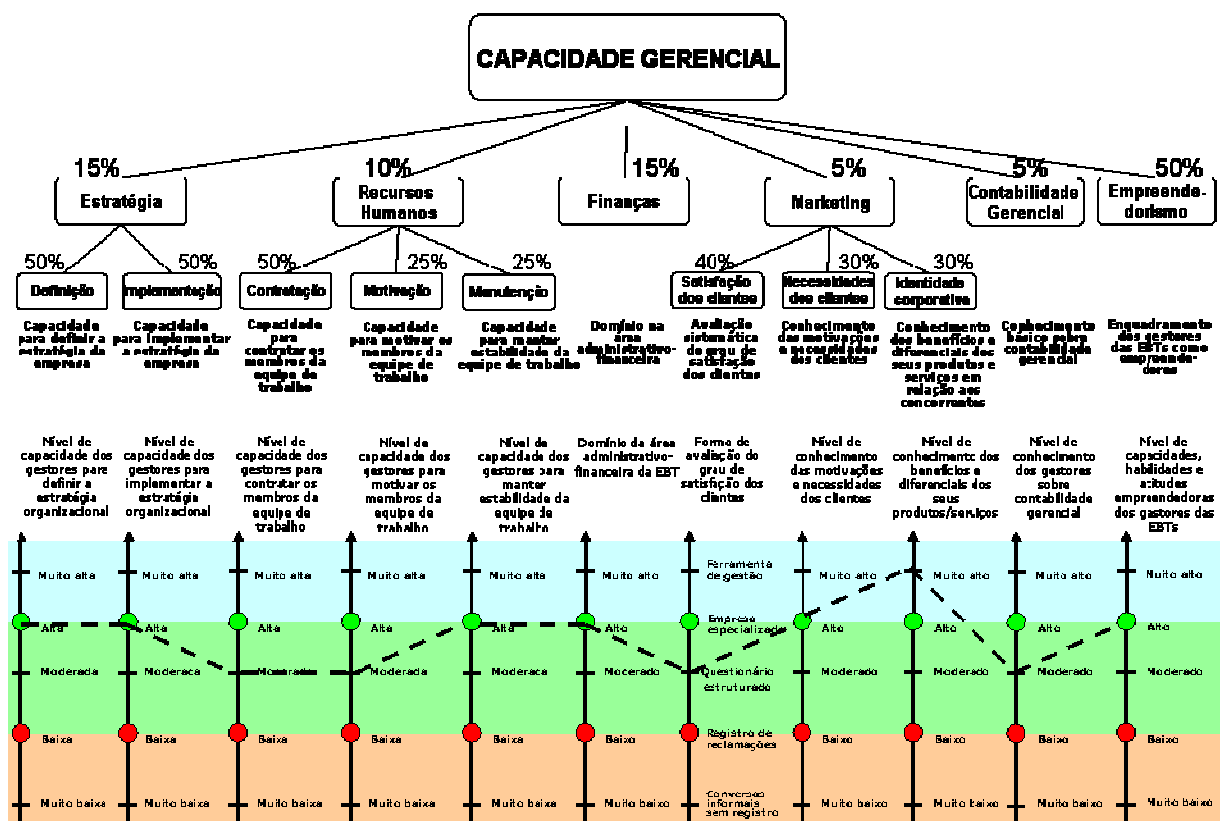 CAPACIDADE GERENCIAL
15%
10%
15%
5%
5%
50%
Estratégia
Recursos
Humanos
Finanças
Marketing
Contabilidade
Gerencial
Empreende-
dorismo
50%
50%
50%
25%
25%
40%
30%
30%
Definição
Implementação
Contratação
Motivação
Manutenção
Satisfação
dos clientes
Necessidades
dos clientes
Identidade
corporativa
Capacidade
para definir a
estratégia da
empresa
Capacidade
para implementar
a estratégia da
empresa
Capacidade
para
contratar os
membros da
equipe de
trabalho
Capacidade
para motivar os
membros da
equipe de
trabalho
Capacidade
para manter
estabilidade da
equipe de trabalho
Domínio na
área
administrativo-
financeira
Avaliação
sistemática
do grau de
satisfação
dos clientes
Conhecimento
das motivações
e necessidades
dos clientes
Conhecimento
dos benefícios e
diferenciais dos
seus produtos e
serviços em
relação aos
concorrentes
Conhecimento
básico sobre
contabilidade
gerencial
Enquadramento
dos gestores
das EBTs como
empreende-
dores
Nível de
capacidade dos
gestores para
definir a
estratégia
organizacional
Nível de
capacidade dos
gestores para
implementar a
estratégia
organizacional
Nível de
capacidade dos
gestores para
contratar os
membros da
equipe de
trabalho
Nível de
capacidade dos
gestores para
motivar os
membros da
equipe de
trabalho
Nível de
capacidade dos
gestores para
manter
estabilidade da
equipe de
trabalho
Domínio da área
administrativo-
financeira da EBT
Forma de
avaliação do
grau de
satisfação dos
clientes
Nível de
conhecimento
das motivações
e necessidades
dos clientes
Nível de
conhecimento dos
benefícios e
diferenciais dos
seus
produtos/serviços
Nível de
conhecimento
dos gestores
sobre
contabilidade
gerencial
Nível de
capacidades,
habilidades e
atitudes
empreendedoras
dos gastores das
EBTs
Muito alta
Muito alta
Muito alta
Muito alta
Muito alta
Muito alto
Ferramenta
de gestão
Muito alto
Muito alto
Muito alto
Muito alto
Alta
Alta
Alta
Alta
Alta
Alto
Empresa
especializada
Alto
Alto
Alto
Alto
Moderada
Moderada
Moderada
Moderada
Moderada
Moderado
Questionário
estruturado
Moderado
Moderado
Moderado
Moderado
Baixa
Baixa
Baixa
Baixa
Baixa
Baixo
Registro de
reclamações
Baixo
Baixo
Baixo
Baixo
Muito baixa
Muito baixa
Muito baixa
Muito baixa
Muito baixa
Muito baixo
Conversas
informais
sem registro
Muito baixo
Muito baixo
Muito baixo
Muito baixo